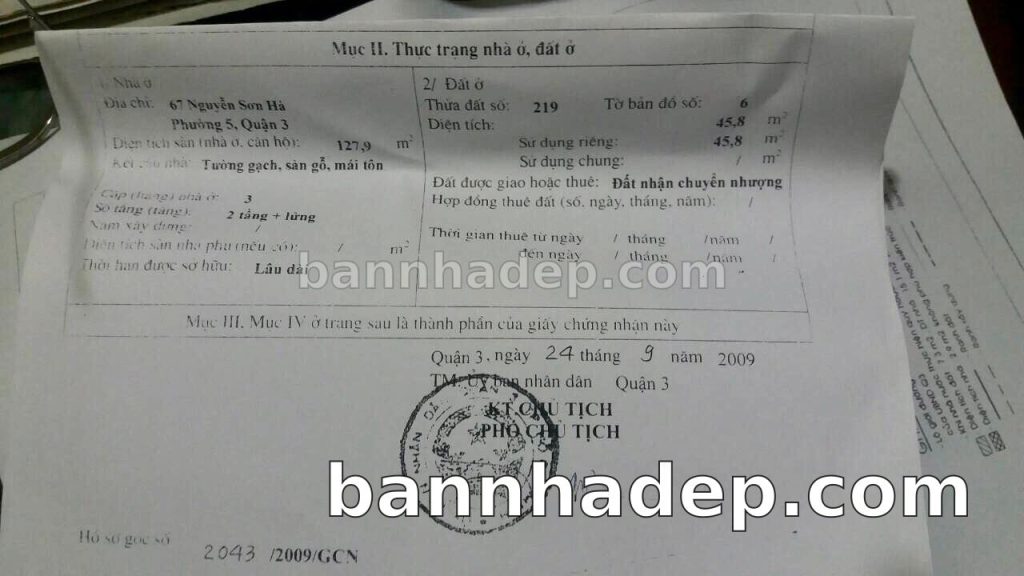 Mục II. Thực trạng nhà ở, đất ở
1/ Nhà ở
Địa chỉ: 67 Nguyễn Sơn Hà
Phường 5, Quận 3
Diện tích sàn (nhà ở, căn hộ): 127,9 m²
Kết cấu nhà: Tường gạch, sàn gỗ, mái tôn
Cấp (hạng) nhà ở: 3
Số tầng (tầng): 2 tầng + lửng
Năm xây dựng: /
Diện tích sàn nhà phụ (nếu có): / m²
Thời hạn được sở hữu: Lâu dài
2/ Đất ở
Thửa đất số: 219 Tờ bản đồ số: 6
Diện tích: 45,8 m²
Sử dụng riêng: 45,8 m²
Sử dụng chung: / m²
Đất được giao hoặc thuê: Đất nhận chuyển nhượng
Hợp đồng thuê đất (số, ngày, tháng, năm): /
Thời gian thuê từ ngày / tháng /năm /
đến ngày / tháng /năm /
bannhadep.com
bannhadep.com
Mục III. Mục IV ở trang sau là thành phần của giấy chứng nhận này
Quận 3, ngày 24 tháng 9 năm 2009
TM. Ủy ban nhân dân Quận 3
KT CHỦ TỊCH
PHÓ CHỦ TỊCH
bannhadep.com
Hồ sơ gốc số 2043 /2009/GCN